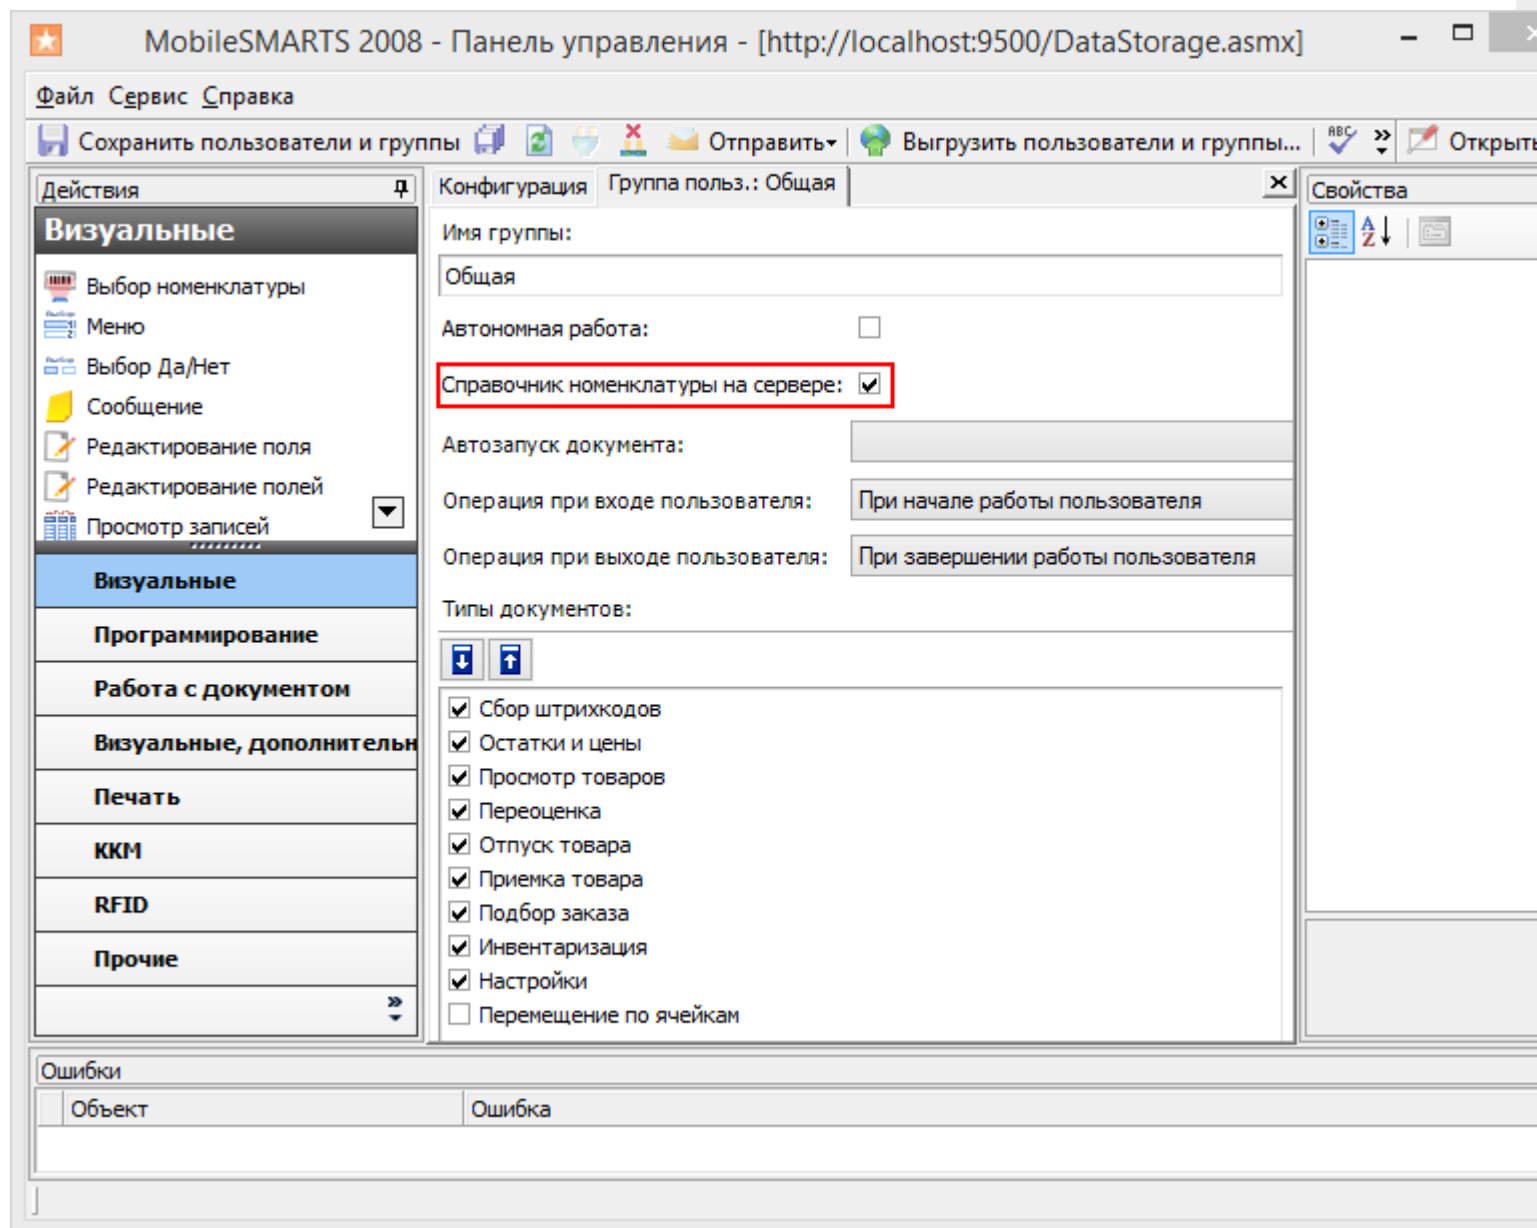 MobileSMARTS 2008 - Панель управления - [http://localhost:9500/DataStorage.asmx]
Файл Сервис Справка
Сохранить пользователи и группы Отправить Выгрузить пользователи и группы... Открыть
Действия
Визуальные
Выбор номенклатуры
Меню
Выбор Да/Нет
Сообщение
Редактирование поля
Редактирование полей
Просмотр записей
Визуальные
Программирование
Работа с документом
Визуальные, дополнительн
Печать
ККМ
RFID
Прочие
Конфигурация Группа польз.: Общая
Имя группы:
Общая
Автономная работа:
Справочник номенклатуры на сервере:
Автозапуск документа:
Операция при входе пользователя: При начале работы пользователя
Операция при выходе пользователя: При завершении работы пользователя
Типы документов:
Сбор штрихкодов
Остатки и цены
Просмотр товаров
Переоценка
Отпуск товара
Приемка товара
Подбор заказа
Инвентаризация
Настройки
Перемещение по ячейкам
Свойства
Ошибки
Объект Ошибка